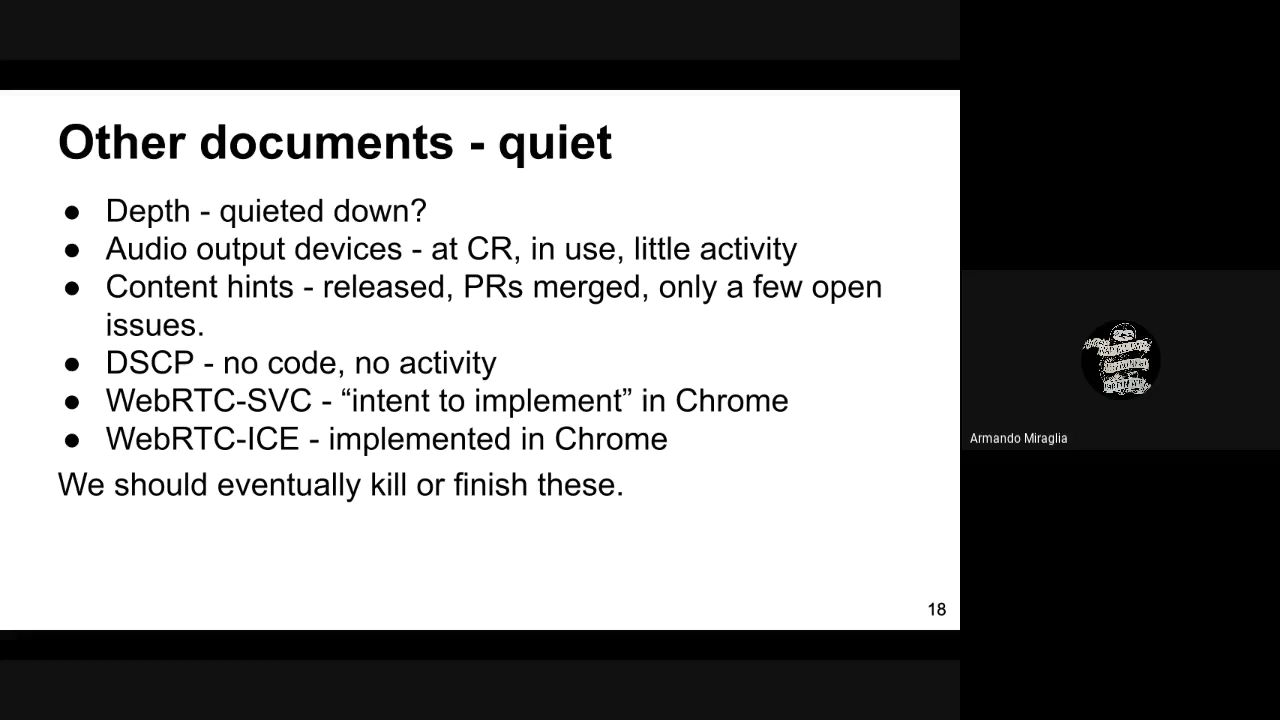 Other documents - quiet
● Depth - quieted down?
● Audio output devices - at CR, in use, little activity
● Content hints - released, PRs merged, only a few open
issues.
● DSCP - no code, no activity
● WebRTC-SVC - “intent to implement” in Chrome
● WebRTC-ICE - implemented in Chrome
We should eventually kill or finish these.
18
Armando Miraglia